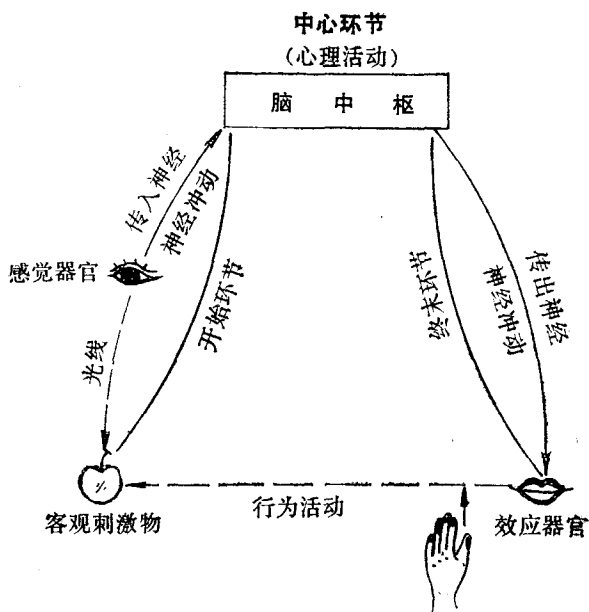 中心环节
(心理活动)
脑中枢
传入神经
神经冲动
感觉器官
开始环节
光线
终末环节
神经冲动
传出神经
客观刺激物
行为活动
效应器官